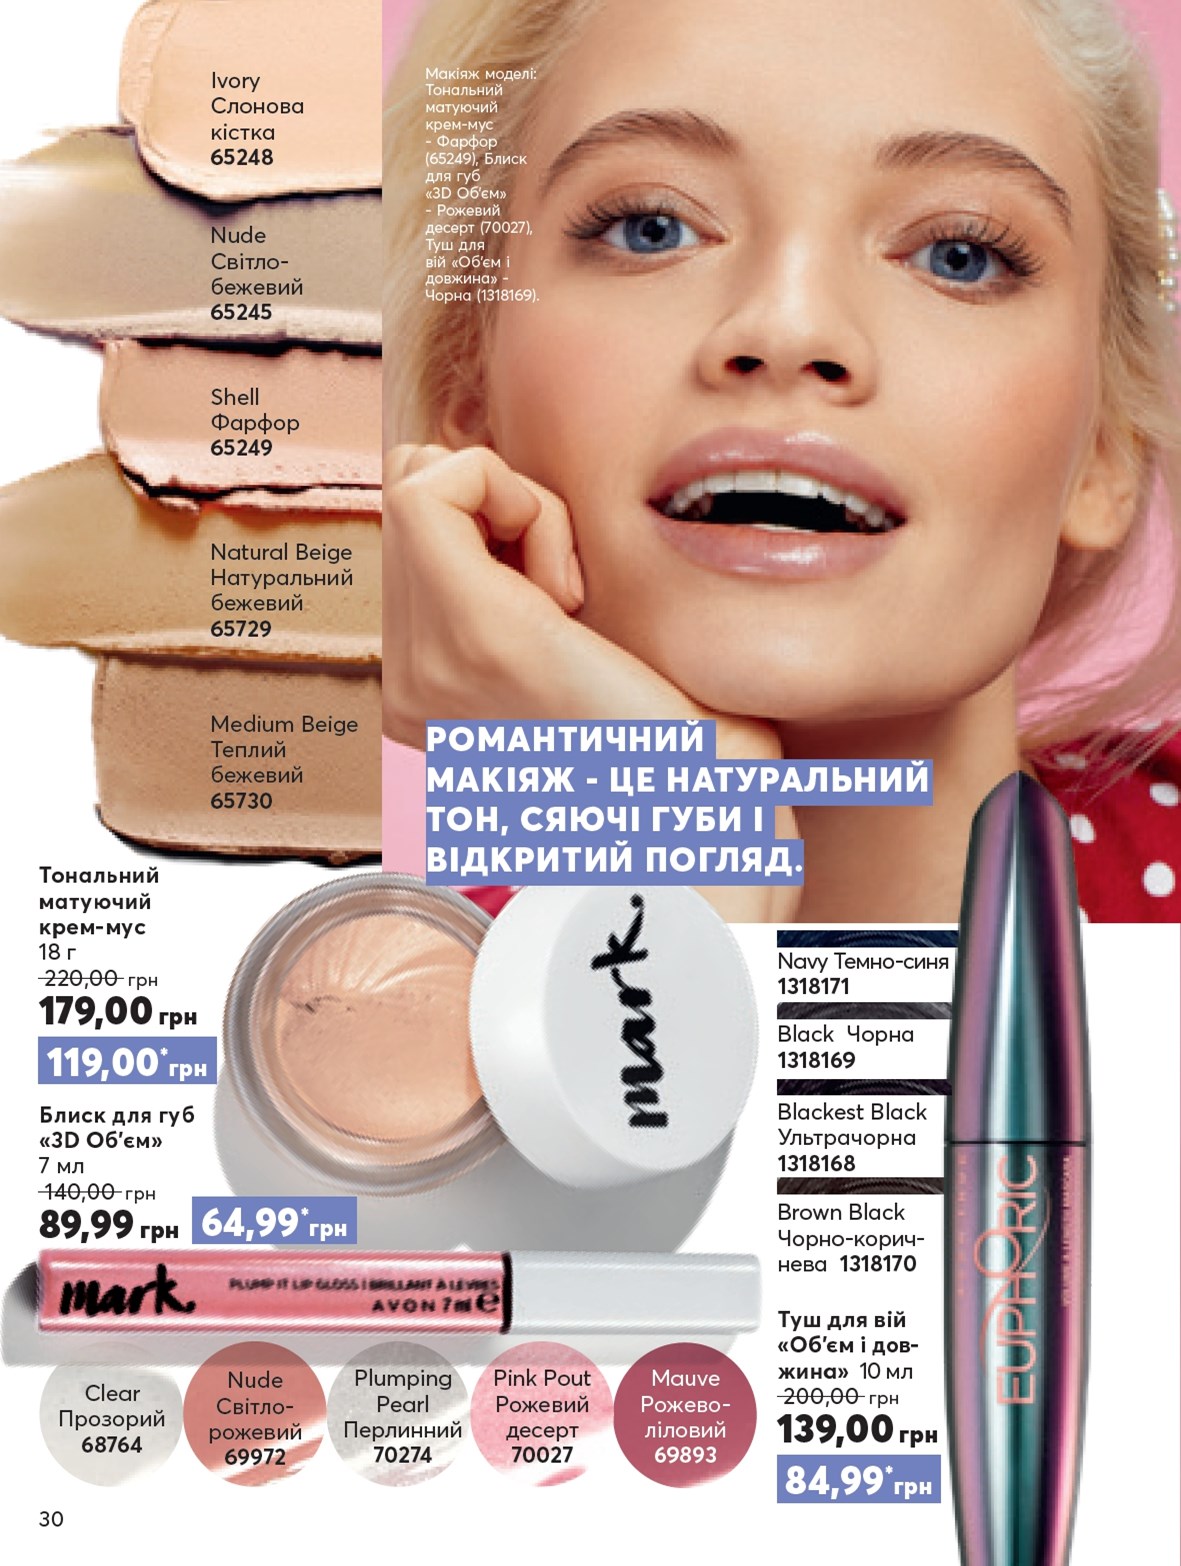 Ivory
Слонова
кістка
65248
Nude
Світло-
бежевий
65245
Shell
Фарфор
65249
Natural Beige
Натуральний
бежевий
65729
Medium Beige
Теплий
бежевий
65730
Макіяж моделі:
Тональний
матуючий
крем-мус
- Фарфор
(65249), Блиск
для губ
«3D Об'єм»
- Рожевий
десерт (70027),
Туш для
вій «Об'єм і
довжина» -
Чорна (1318169).
РОМАНТИЧНИЙ
МАКІЯЖ - ЦЕ НАТУРАЛЬНИЙ
ТОН, СЯЮЧІ ГУБИ І
ВІДКРИТИЙ ПОГЛЯД.
Тональний
матуючий
крем-мус
18 г
220,00 грн
179,00 грн
119,00* грн
mark.
Блиск для губ
«3D Об'єм»
7 мл
140,00 грн
89,99 грн
64,99* грн
mark.
PLUMP IT LIP GLOSS | BRILLANT À LÈVRES
AVON 7 ml e
Clear
Прозорий
68764
Nude
Світло-
рожевий
69972
Plumping
Pearl
Перлинний
70274
Pink Pout
Рожевий
десерт
70027
Mauve
Рожево-
ліловий
69893
Navy Темно-синя
1318171
Black Чорна
1318169
Blackest Black
Ультрачорна
1318168
Brown Black
Чорно-корич-
нева 1318170
Туш для вій
«Об'єм і дов-
жина» 10 мл
200,00 грн
139,00 грн
84,99* грн
EUPHORIC
30